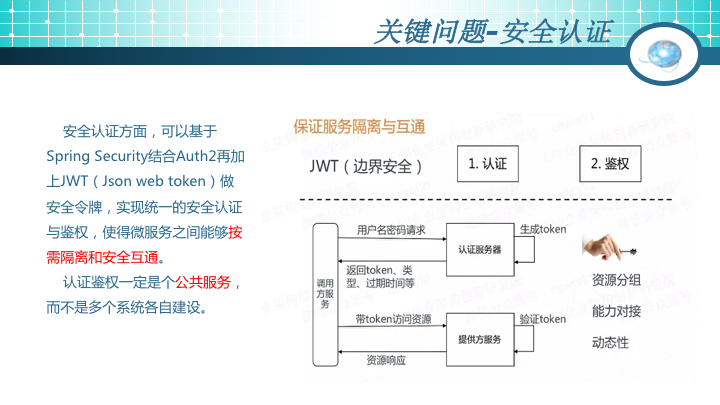 关键问题-安全认证
安全认证方面，可以基于
Spring Security结合Auth2再加
上JWT（Json web token）做
安全令牌，实现统一的安全认证
与鉴权，使得微服务之间能够按
需隔离和安全互通。
认证鉴权一定是个公共服务，
而不是多个系统各自建设。
保证服务隔离与互通
JWT（边界安全）
1. 认证
2. 鉴权
调用
方服
务
用户名密码请求
返回token、类
型、过期时间等
认证服务器
生成token
带token访问资源
资源响应
提供方服务
验证token
资源分组
能力对接
动态性